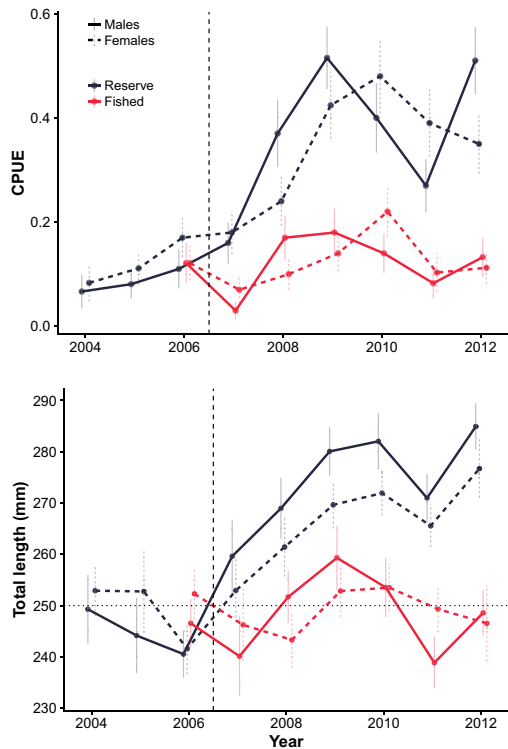 0.6
Males
Females
Reserve
Fished
0.4
CPUE
0.2
0.0
2004 2006 2008 2010 2012
290
280
270
Total length (mm)
260
250
240
230
2004 2006 2008 2010 2012
Year